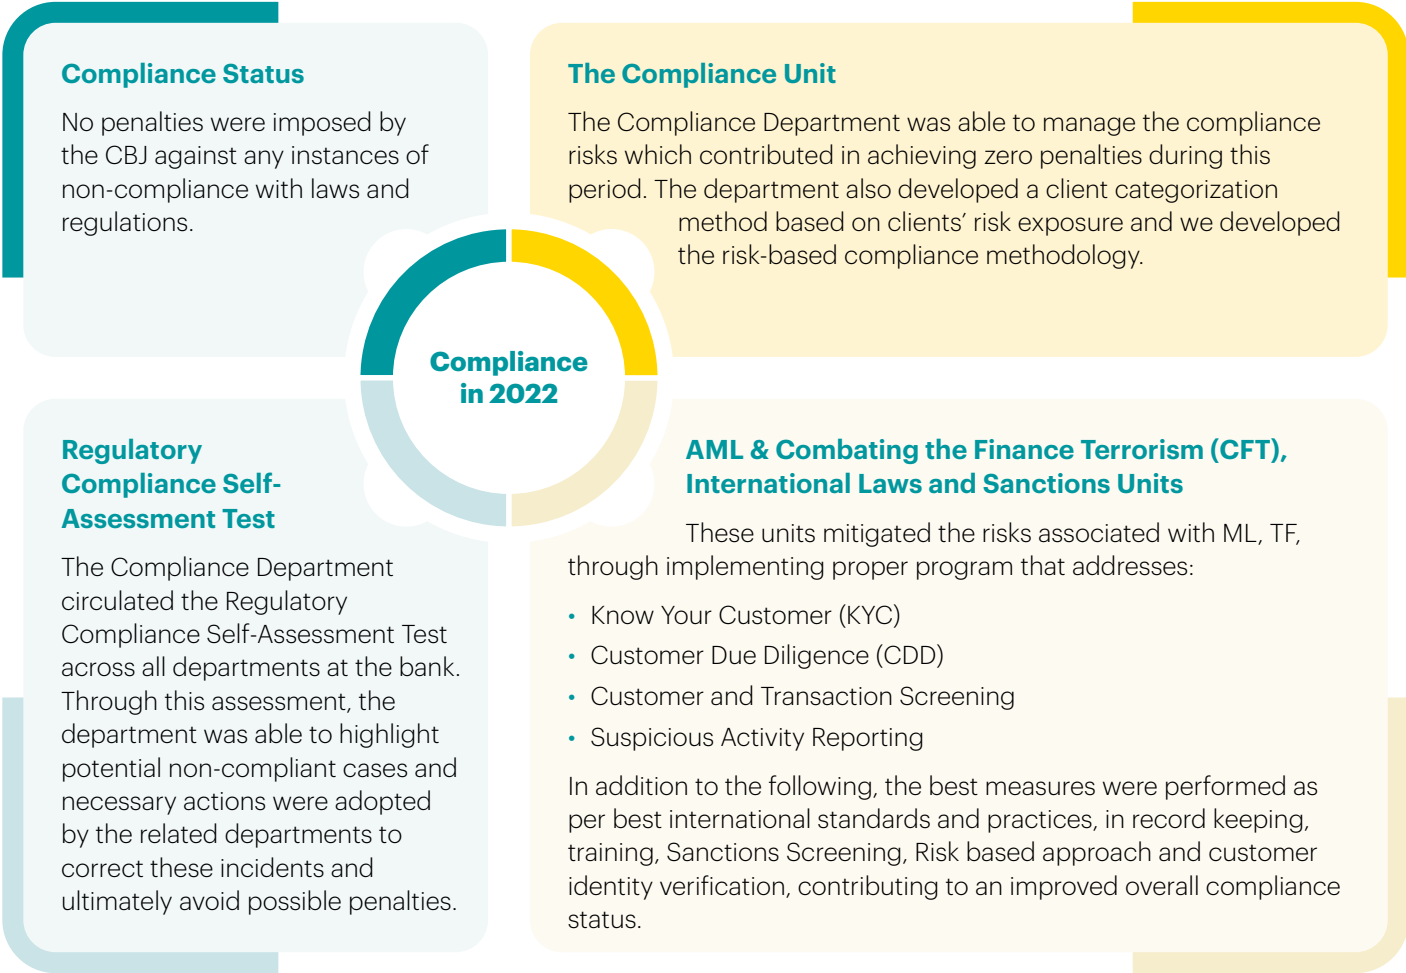 Compliance Status
No penalties were imposed by
the CBJ against any instances of
non-compliance with laws and
regulations.
The Compliance Unit
The Compliance Department was able to manage the compliance
risks which contributed in achieving zero penalties during this
period. The department also developed a client categorization
method based on clients’ risk exposure and we developed
the risk-based compliance methodology.
Compliance
in 2022
Regulatory
Compliance Self-
Assessment Test
The Compliance Department
circulated the Regulatory
Compliance Self-Assessment Test
across all departments at the bank.
Through this assessment, the
department was able to highlight
potential non-compliant cases and
necessary actions were adopted
by the related departments to
correct these incidents and
ultimately avoid possible penalties.
AML & Combating the Finance Terrorism (CFT),
International Laws and Sanctions Units
These units mitigated the risks associated with ML, TF,
through implementing proper program that addresses:
• Know Your Customer (KYC)
• Customer Due Diligence (CDD)
• Customer and Transaction Screening
• Suspicious Activity Reporting
In addition to the following, the best measures were performed as
per best international standards and practices, in record keeping,
training, Sanctions Screening, Risk based approach and customer
identity verification, contributing to an improved overall compliance
status.